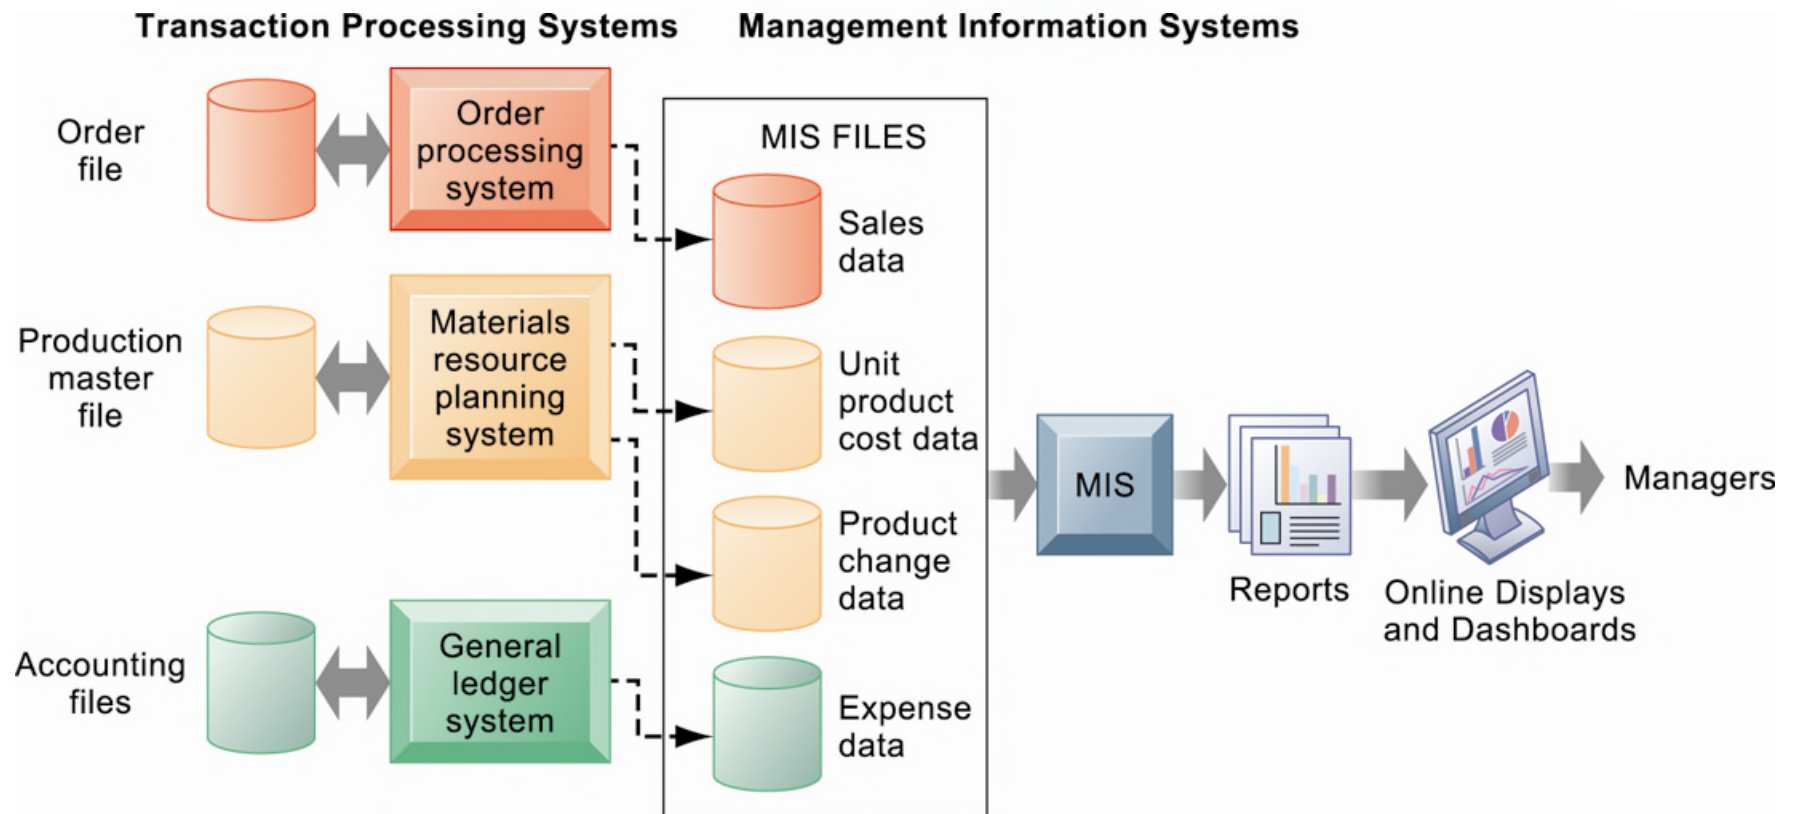 Transaction Processing Systems
Management Information Systems
Order
file
Order
processing
system
MIS FILES
Sales
data
Production
master
file
Materials
resource
planning
system
Unit
product
cost data
Product
change
data
Accounting
files
General
ledger
system
Expense
data
MIS
Reports
Online Displays
and Dashboards
Managers